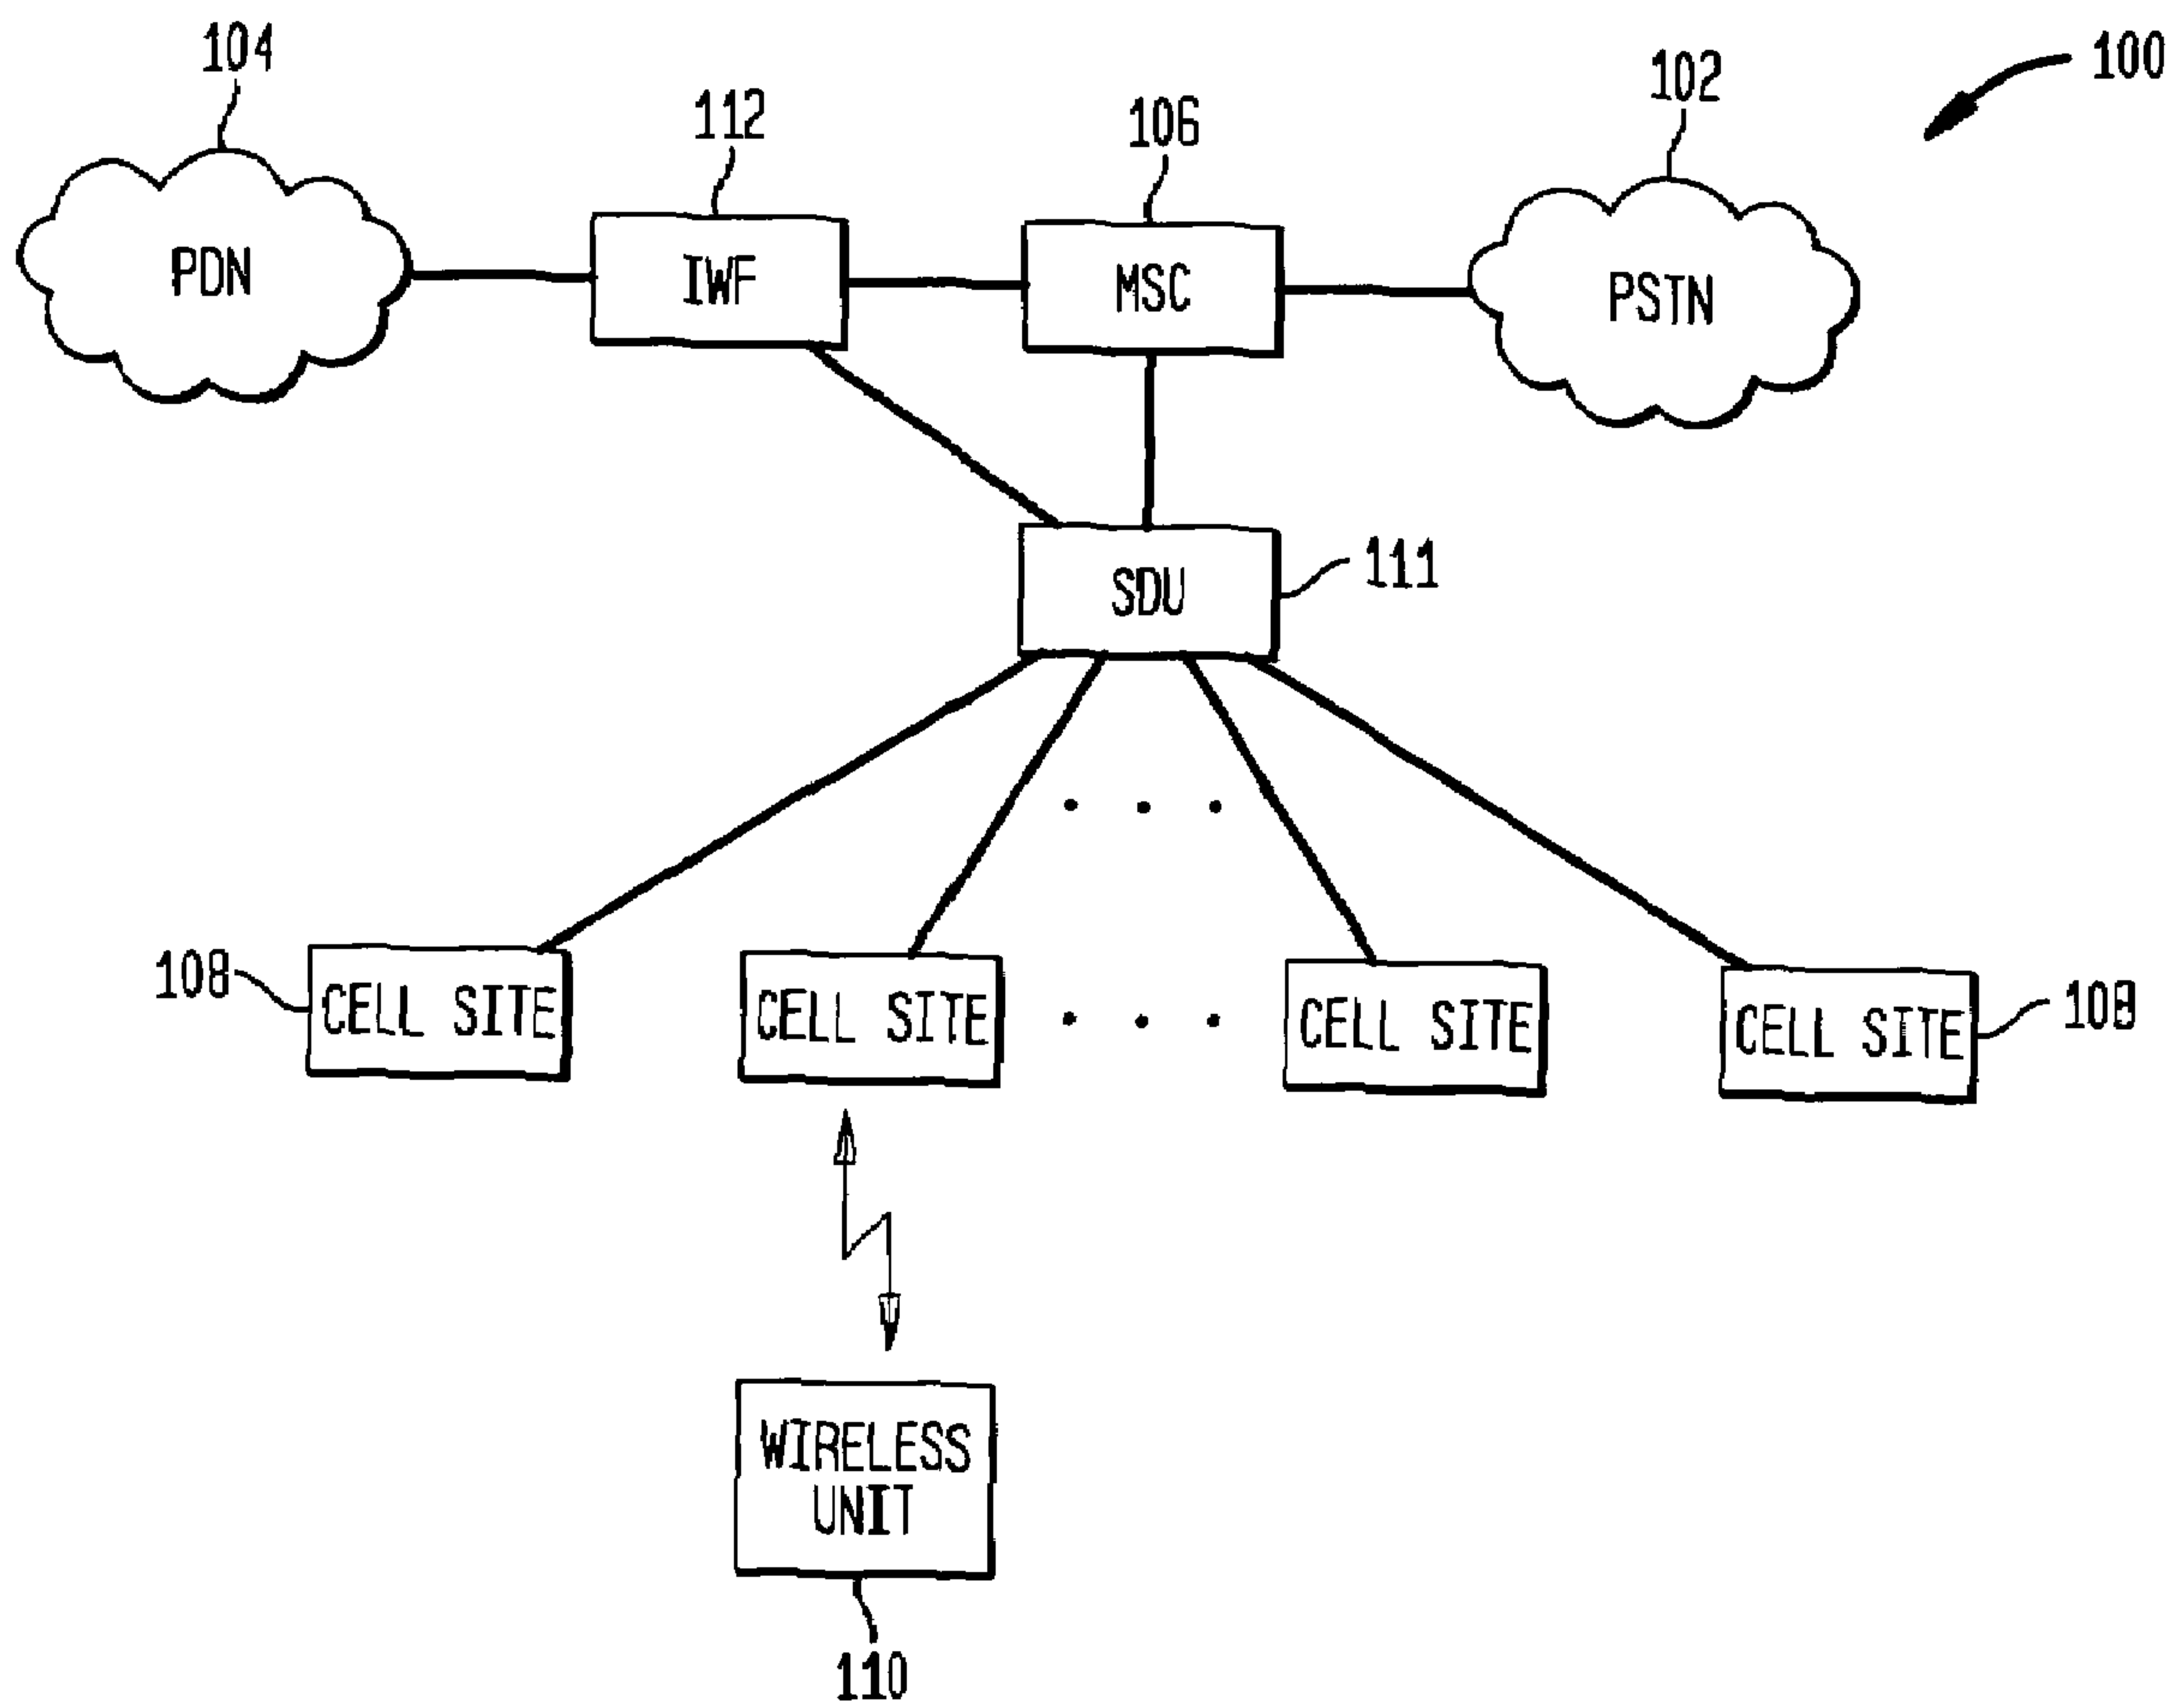 104
112
106
102
100
PDN
IWF
MSC
PSTN
SDU
111
108
CELL SITE
CELL SITE
CELL SITE
CELL SITE
108
WIRELESS
UNIT
110